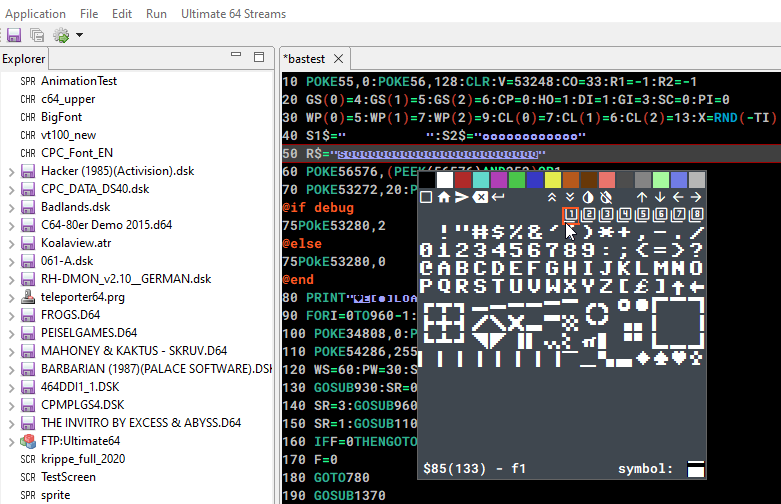 Application File Edit Run Ultimate 64 Streams
Explorer
*bastest
SPR AnimationTest
CHR c64_upper
CHR BigFont
CHR vt100_new
CHR CPC_Font_EN
Hacker (1985)(Activision).dsk
CPC_DATA_DS40.dsk
Badlands.dsk
C64-80er Demo 2015.d64
Koalaview.atr
061-A.dsk
RH-DMON_v2.10__GERMAN.dsk
teleporter64.prg
FROGS.D64
PEISELGAMES.D64
MAHONEY & KAKTUS - SKRUV.D64
BARBARIAN (1987)(PALACE SOFTWARE).DSK
464DDI1_1.DSK
CPMPLGS4.DSK
THE INVITRO BY EXCESS & ABYSS.D64
FTP:Ultimate64
SCR krippe_full_2020
SCR TestScreen
SCR sprite
10 POKE55,0:POKE56,128:CLR:V=53248:CO=33:R1=-1:R2=-1
20 GS(0)=4:GS(1)=5:GS(2)=6:CP=0:HO=1:DI=1:GI=3:SC=0:PI=0
30 WP(0)=5:WP(1)=7:WP(2)=9:CL(0)=7:CL(1)=6:CL(2)=13:X=RND(-TI)
40 S1$=" ":S2$="oooooooooooo"
50 R$="
60 POKE56576,(PEEK(56576)AND252)OR1
70 POKE53272,20:P
@if debug
75POKE53280,2
@else
75POKE53280,0
@end
80 PRINT"
90 FORI=0TO960-1:
100 POKE34808,0:P
110 POKE54286,255
120 WS=60:PW=30:S
130 GOSUB930:SR=0
140 SR=3:GOSUB960
150 SR=1:GOSUB110
160 IFF=0THENGOTO
170 F=0
180 GOTO780
190 GOSUB1370
1 2 3 4 5 6 7 8
!"#$%&'()*+,-./
0123456789:;<=>?
@ABCDEFGHIJKLMNO
PQRSTUVWXYZ[£]↑←
$85(133) - f1 symbol: